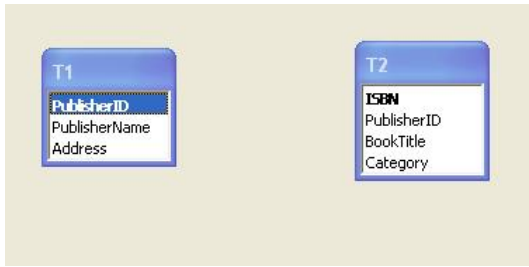 T1
PublisherID
PublisherName
Address
T2
ISBN
PublisherID
BookTitle
Category